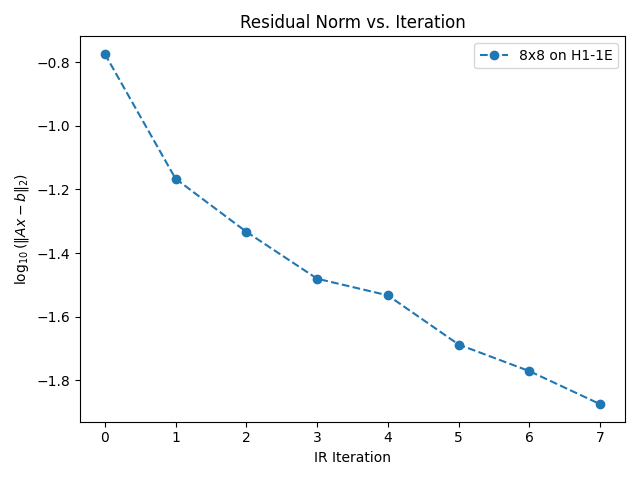 Residual Norm vs. Iteration
8x8 on H1-1E
−0.8
−1.0
−1.2
−1.4
−1.6
−1.8
log₁₀(‖Ax − b‖₂)
0 1 2 3 4 5 6 7
IR Iteration